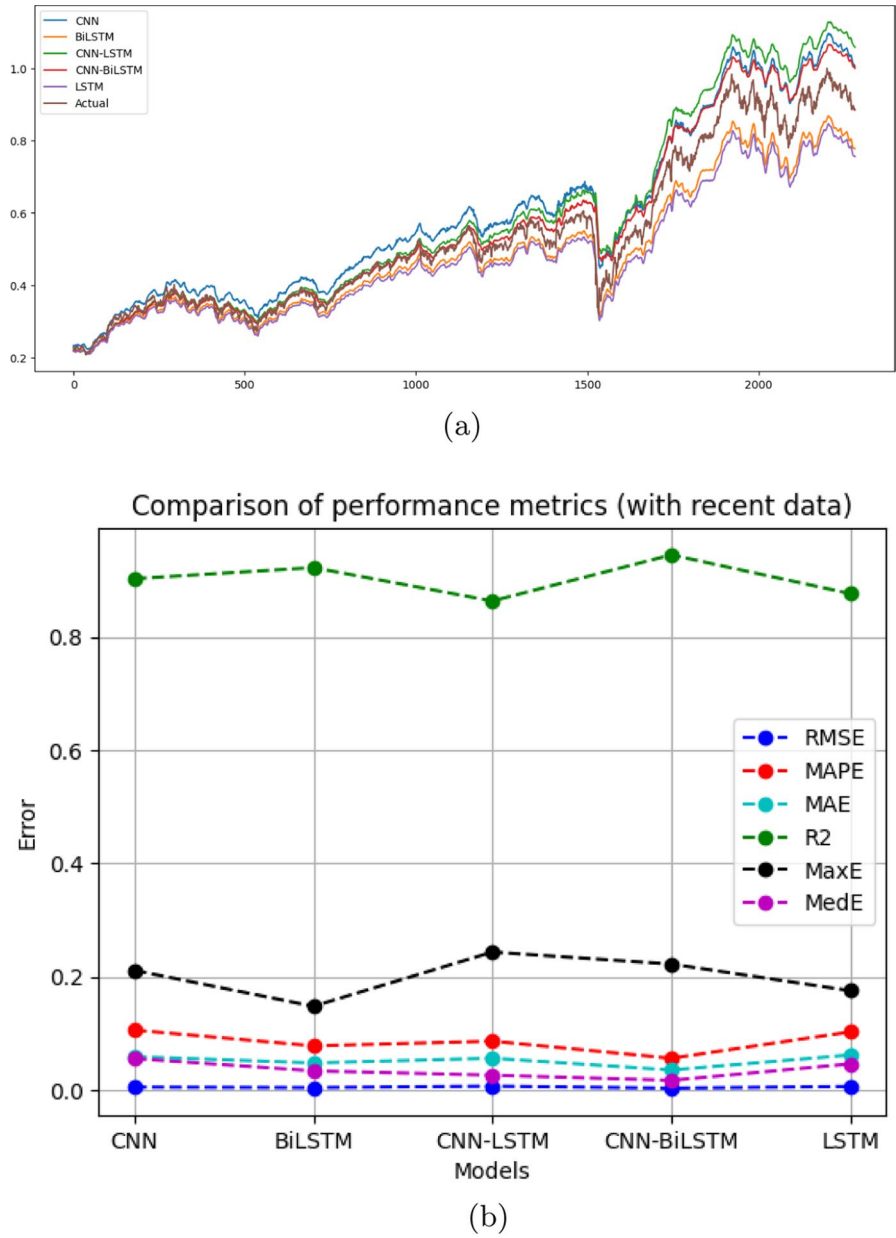 CNN
BiLSTM
CNN-LSTM
CNN-BiLSTM
LSTM
Actual
1.0
0.8
0.6
0.4
0.2
0
500
1000
1500
2000
(a)
Comparison of performance metrics (with recent data)
0.8
0.6
0.4
0.2
0.0
Error
RMSE
MAPE
MAE
R2
MaxE
MedE
CNN
BiLSTM
CNN-LSTM
CNN-BiLSTM
LSTM
Models
(b)